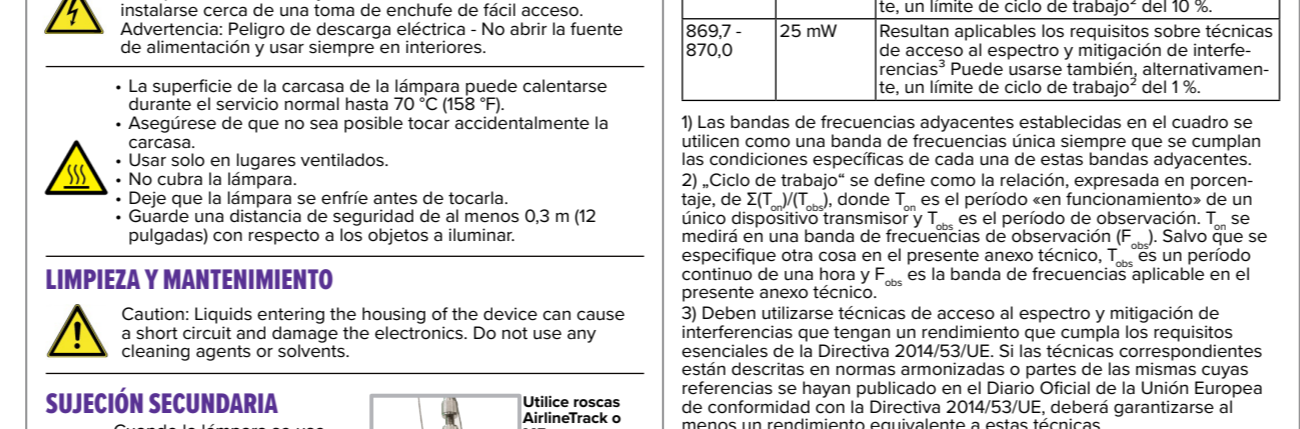 instalarse cerca de una toma de enchufe de fácil acceso.
Advertencia: Peligro de descarga eléctrica - No abrir la fuente
de alimentación y usar siempre en interiores.
• La superficie de la carcasa de la lámpara puede calentarse
durante el servicio normal hasta 70 °C (158 °F).
• Asegúrese de que no sea posible tocar accidentalmente la
carcasa.
• Usar solo en lugares ventilados.
• No cubra la lámpara.
• Deje que la lámpara se enfríe antes de tocarla.
• Guarde una distancia de seguridad de al menos 0,3 m (12
pulgadas) con respecto a los objetos a iluminar.
LIMPIEZA Y MANTENIMIENTO
Caution: Liquids entering the housing of the device can cause
a short circuit and damage the electronics. Do not use any
cleaning agents or solvents.
SUJECIÓN SECUNDARIA
Utilice roscas
AirlineTrack o
te, un límite de ciclo de trabajo² del 10 %.
869,7 -
870,0
25 mW
Resultan aplicables los requisitos sobre técnicas
de acceso al espectro y mitigación de interfe-
rencias³ Puede usarse también, alternativamen-
te, un límite de ciclo de trabajo² del 1 %.
1) Las bandas de frecuencias adyacentes establecidas en el cuadro se
utilicen como una banda de frecuencias única siempre que se cumplan
las condiciones específicas de cada una de estas bandas adyacentes.
2) „Ciclo de trabajo“ se define como la relación, expresada en porcen-
taje, de Σ(Ton)/(Tobs), donde Ton es el período «en funcionamiento» de un
único dispositivo transmisor y Tobs es el período de observación. Ton se
medirá en una banda de frecuencias de observación (Fobs). Salvo que se
especifique otra cosa en el presente anexo técnico, Tobs es un período
continuo de una hora y Fobs es la banda de frecuencias aplicable en el
presente anexo técnico.
3) Deben utilizarse técnicas de acceso al espectro y mitigación de
interferencias que tengan un rendimiento que cumpla los requisitos
esenciales de la Directiva 2014/53/UE. Si las técnicas correspondientes
están descritas en normas armonizadas o partes de las mismas cuyas
referencias se hayan publicado en el Diario Oficial de la Unión Europea
de conformidad con la Directiva 2014/53/UE, deberá garantizarse al
menos un rendimiento equivalente a estas técnicas.